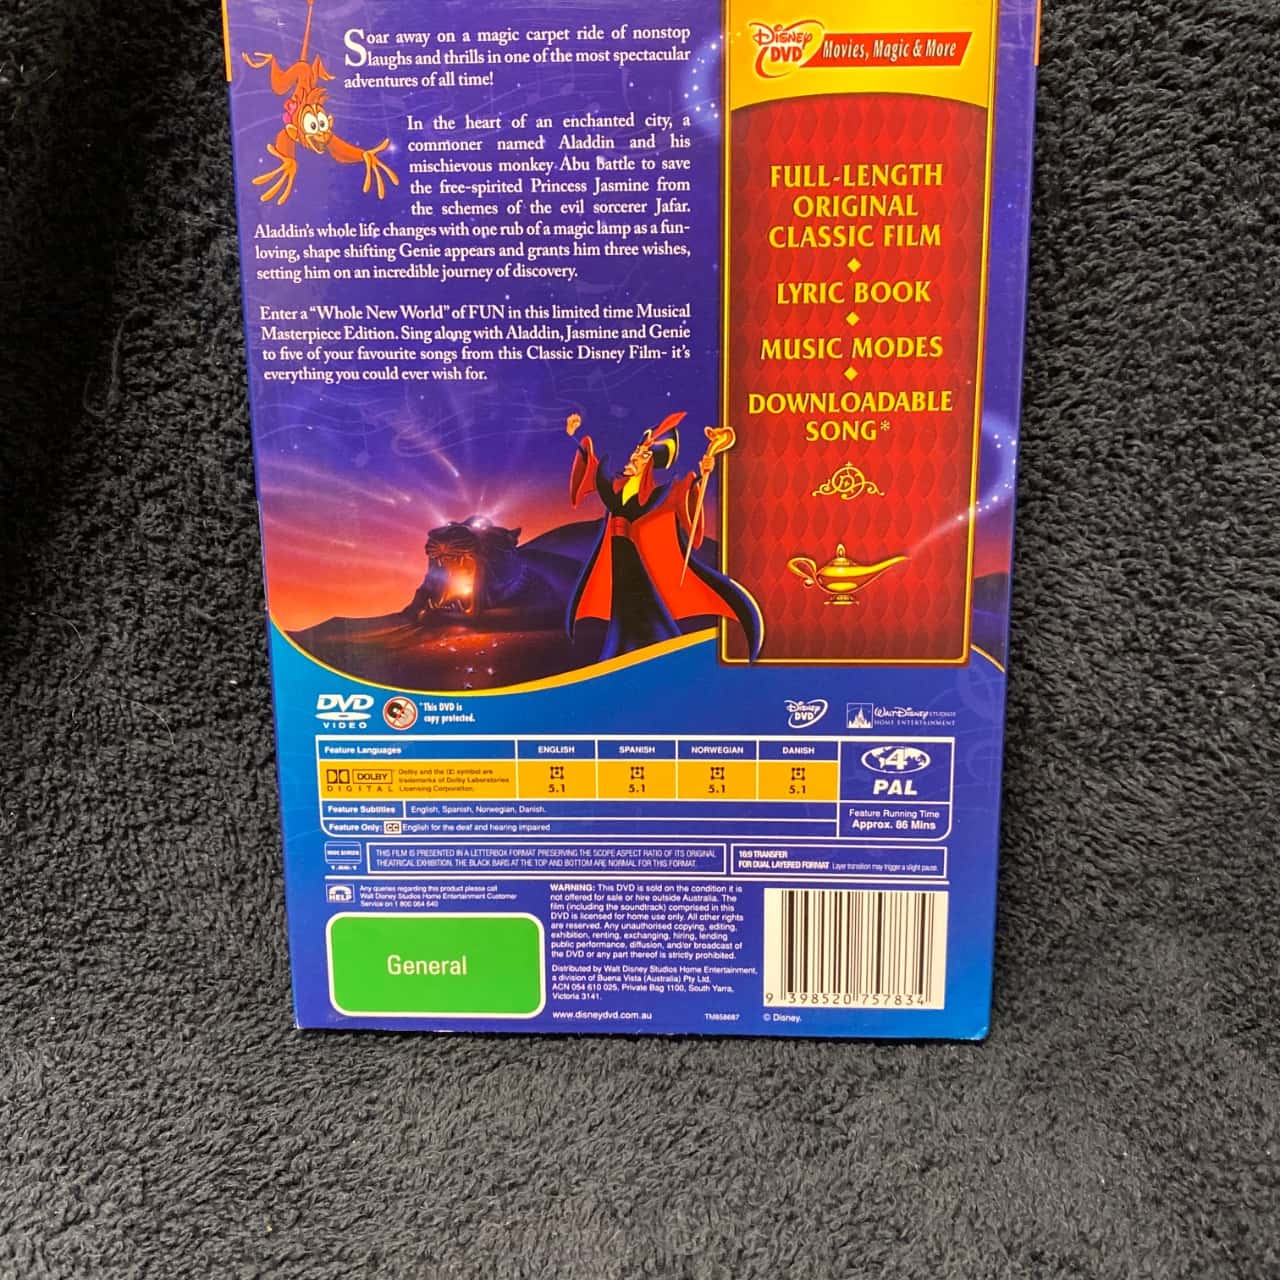 Soar away on a magic carpet ride of nonstop
laughs and thrills in one of the most spectacular
adventures of all time!
In the heart of an enchanted city, a
commoner named Aladdin and his
mischievous monkey Abu battle to save
the free-spirited Princess Jasmine from
the schemes of the evil sorcerer Jafar.
Aladdin's whole life changes with one rub of a magic lamp as a fun-
loving, shape shifting Genie appears and grants him three wishes,
setting him on an incredible journey of discovery.
Enter a "Whole New World" of FUN in this limited time Musical
Masterpiece Edition. Sing along with Aladdin, Jasmine and Genie
to five of your favourite songs from this Classic Disney Film- it's
everything you could ever wish for.
Disney DVD Movies, Magic & More
FULL-LENGTH
ORIGINAL
CLASSIC FILM
LYRIC BOOK
MUSIC MODES
DOWNLOADABLE
SONG*
DVD
VIDEO
"This DVD is
copy protected.
Disney DVD
WALT DISNEY STUDIOS
HOME ENTERTAINMENT
Feature Languages ENGLISH SPANISH NORWEGIAN DANISH
DOLBY
DIGITAL
Dolby and the DD symbol are
trademarks of Dolby Laboratories
Licensing Corporation.
5.1 5.1 5.1 5.1
4
PAL
Feature Subtitles English, Spanish, Norwegian, Danish.
Feature Only: CC English for the deaf and hearing impaired
Feature Running Time
Approx. 86 Mins
WIDE SCREEN
THIS FILM IS PRESENTED IN A LETTERBOX FORMAT PRESERVING THE SCOPE ASPECT RATIO OF ITS ORIGINAL
THEATRICAL EXHIBITION. THE BLACK BARS AT THE TOP AND BOTTOM ARE NORMAL FOR THIS FORMAT.
16:9 TRANSFER
FOR DUAL LAYERED FORMAT Layer transition may trigger a slight pause.
HELP
Any queries regarding this product please call
Walt Disney Studios Home Entertainment Customer
Service on 1 800 064 640
General
WARNING: This DVD is sold on the condition it is
not offered for sale or hire outside Australia. The
film (including the soundtrack) comprised in this
DVD is licensed for home use only. All other rights
are reserved. Any unauthorised copying, editing,
exhibition, renting, exchanging, hiring, lending
public performance, diffusion, and/or broadcast of
the DVD or any part thereof is strictly prohibited.
Distributed by Walt Disney Studios Home Entertainment,
a division of Buena Vista (Australia) Pty Ltd,
ACN 054 610 025, Private Bag 1100, South Yarra,
Victoria 3141.
www.disneydvd.com.au
TM858687
© Disney.
9 398520 757834